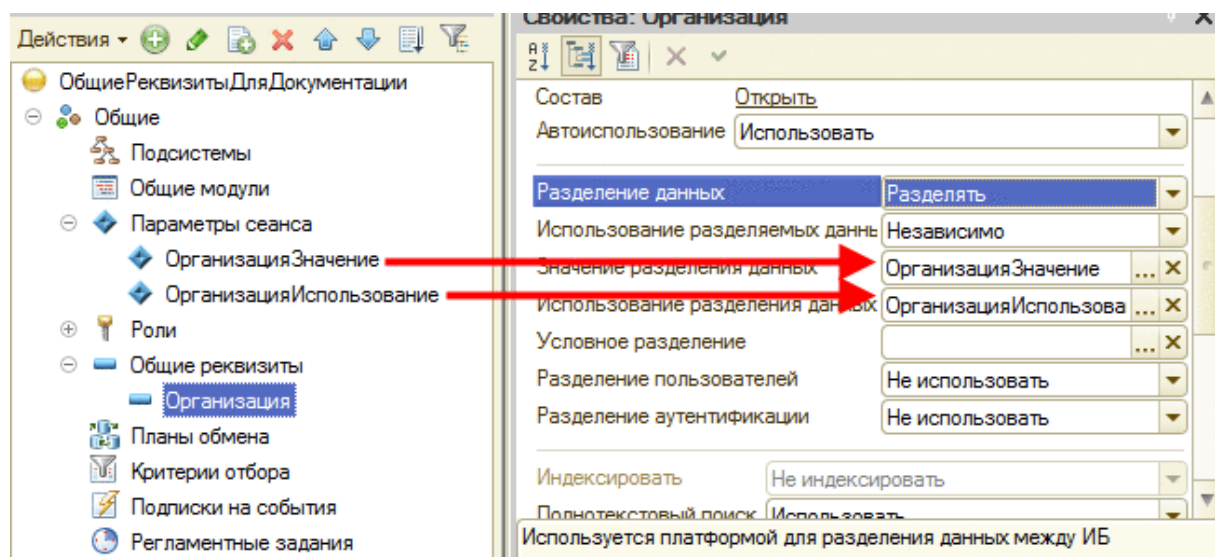 Действия
ОбщиеРеквизитыДляДокументации
Общие
Подсистемы
Общие модули
Параметры сеанса
ОрганизацияЗначение
ОрганизацияИспользование
Роли
Общие реквизиты
Организация
Планы обмена
Критерии отбора
Подписки на события
Регламентные задания
Свойства: Организация
Состав Открыть
Автоиспользование Использовать
Разделение данных Разделять
Использование разделяемых данны Независимо
Значение разделения данных ОрганизацияЗначение ...
Использование разделения данных ОрганизацияИспользова ...
Условное разделение ...
Разделение пользователей Не использовать
Разделение аутентификации Не использовать
Индексировать Не индексировать
Полнотекстовый поиск Использовать
Используется платформой для разделения данных между ИБ